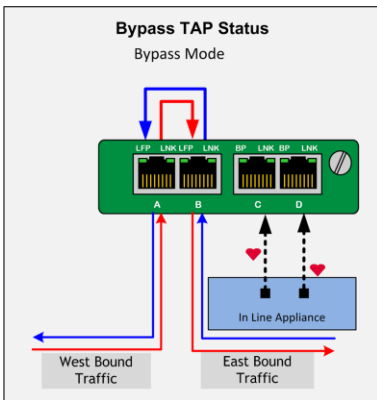 Bypass TAP Status
Bypass Mode
LFP LNK LFP LNK BP LNK BP LNK
A B C D
In Line Appliance
West Bound
Traffic
East Bound
Traffic